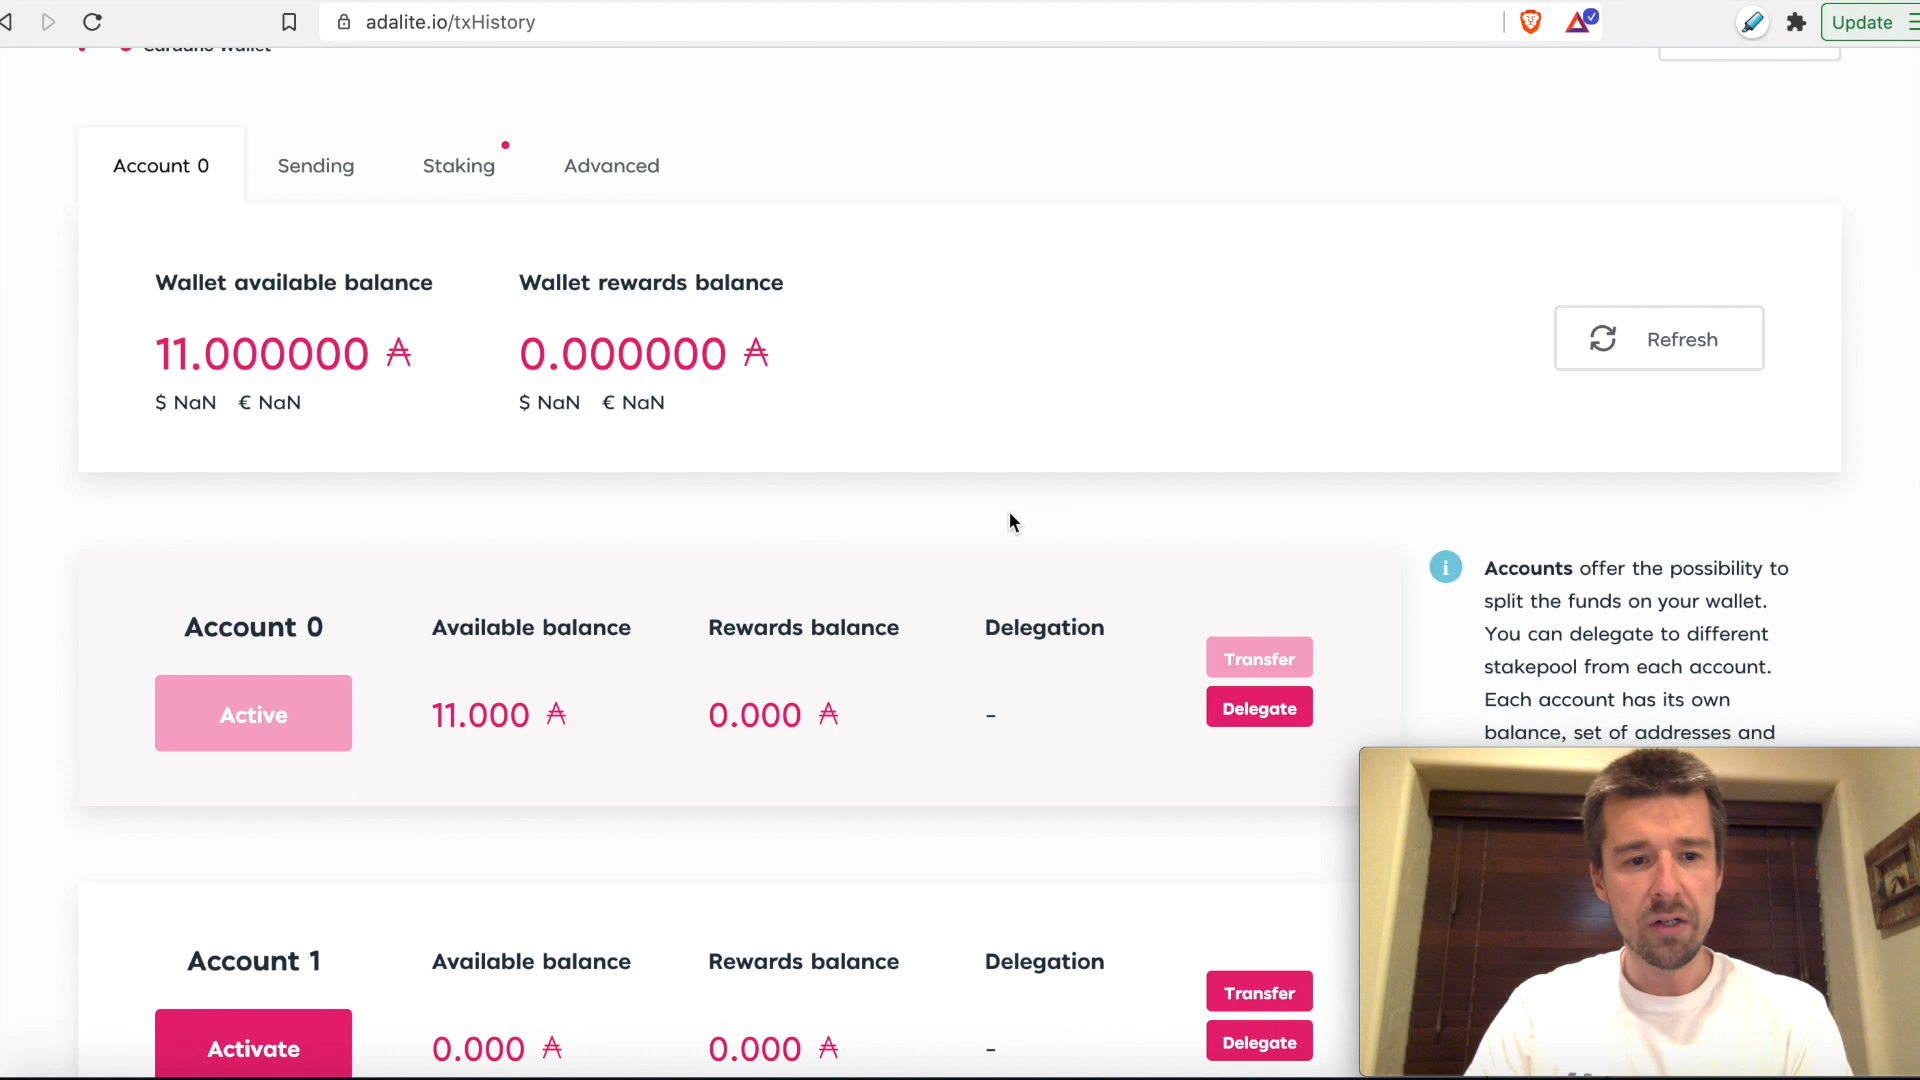 adalite.io/txHistory
Update
Cardano Wallet
Account 0
Sending
Staking
Advanced
Wallet available balance
Wallet rewards balance
11.000000 ₳
0.000000 ₳
$ NaN € NaN
$ NaN € NaN
Refresh
Account 0
Available balance
Rewards balance
Delegation
Transfer
Active
11.000 ₳
0.000 ₳
-
Delegate
Accounts offer the possibility to
split the funds on your wallet.
You can delegate to different
stakepool from each account.
Each account has its own
balance, set of addresses and
Account 1
Available balance
Rewards balance
Delegation
Transfer
Activate
0.000 ₳
0.000 ₳
-
Delegate